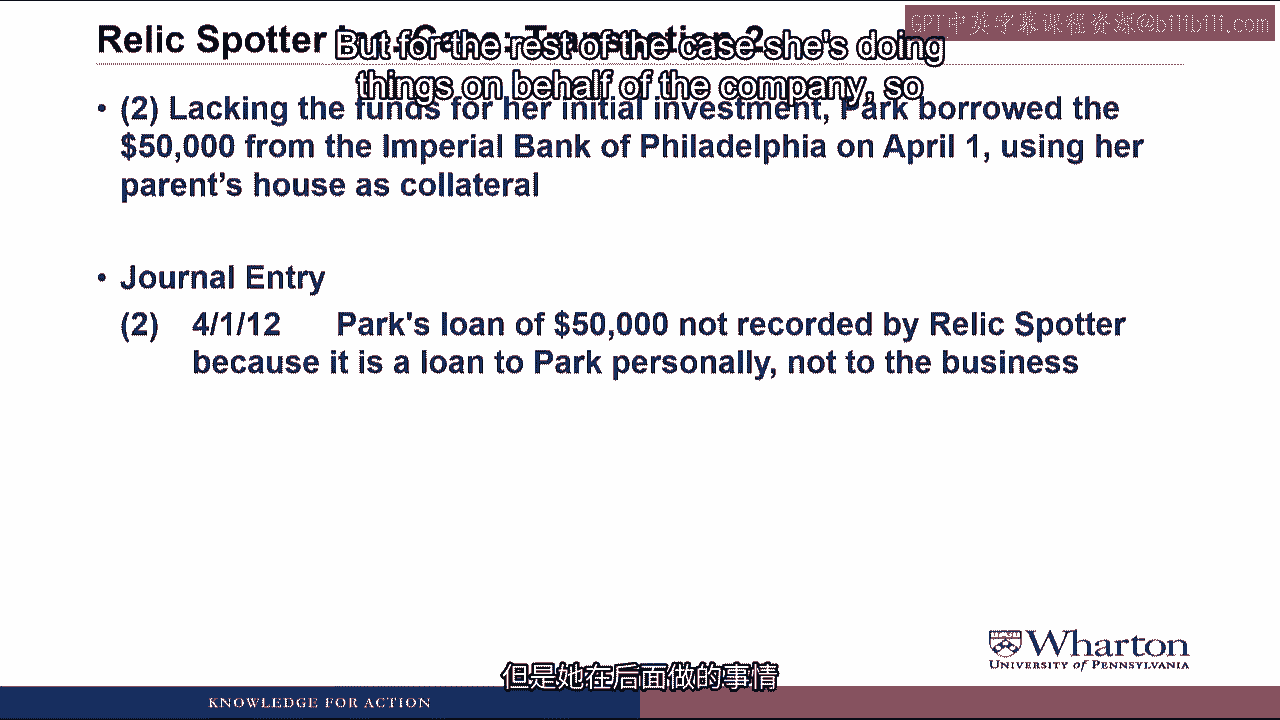 GPT中英字幕课程资源@bilibili.com
Relic Spotter Inc. Case: Transaction 2
But for the rest of the case she's doing
things on behalf of the company, so
• (2) Lacking the funds for her initial investment, Park borrowed the
$50,000 from the Imperial Bank of Philadelphia on April 1, using her
parent's house as collateral
• Journal Entry
(2) 4/1/12 Park's loan of $50,000 not recorded by Relic Spotter
because it is a loan to Park personally, not to the business
Wharton
UNIVERSITY of PENNSYLVANIA
但是她在后面做的事情
KNOWLEDGE FOR ACTION